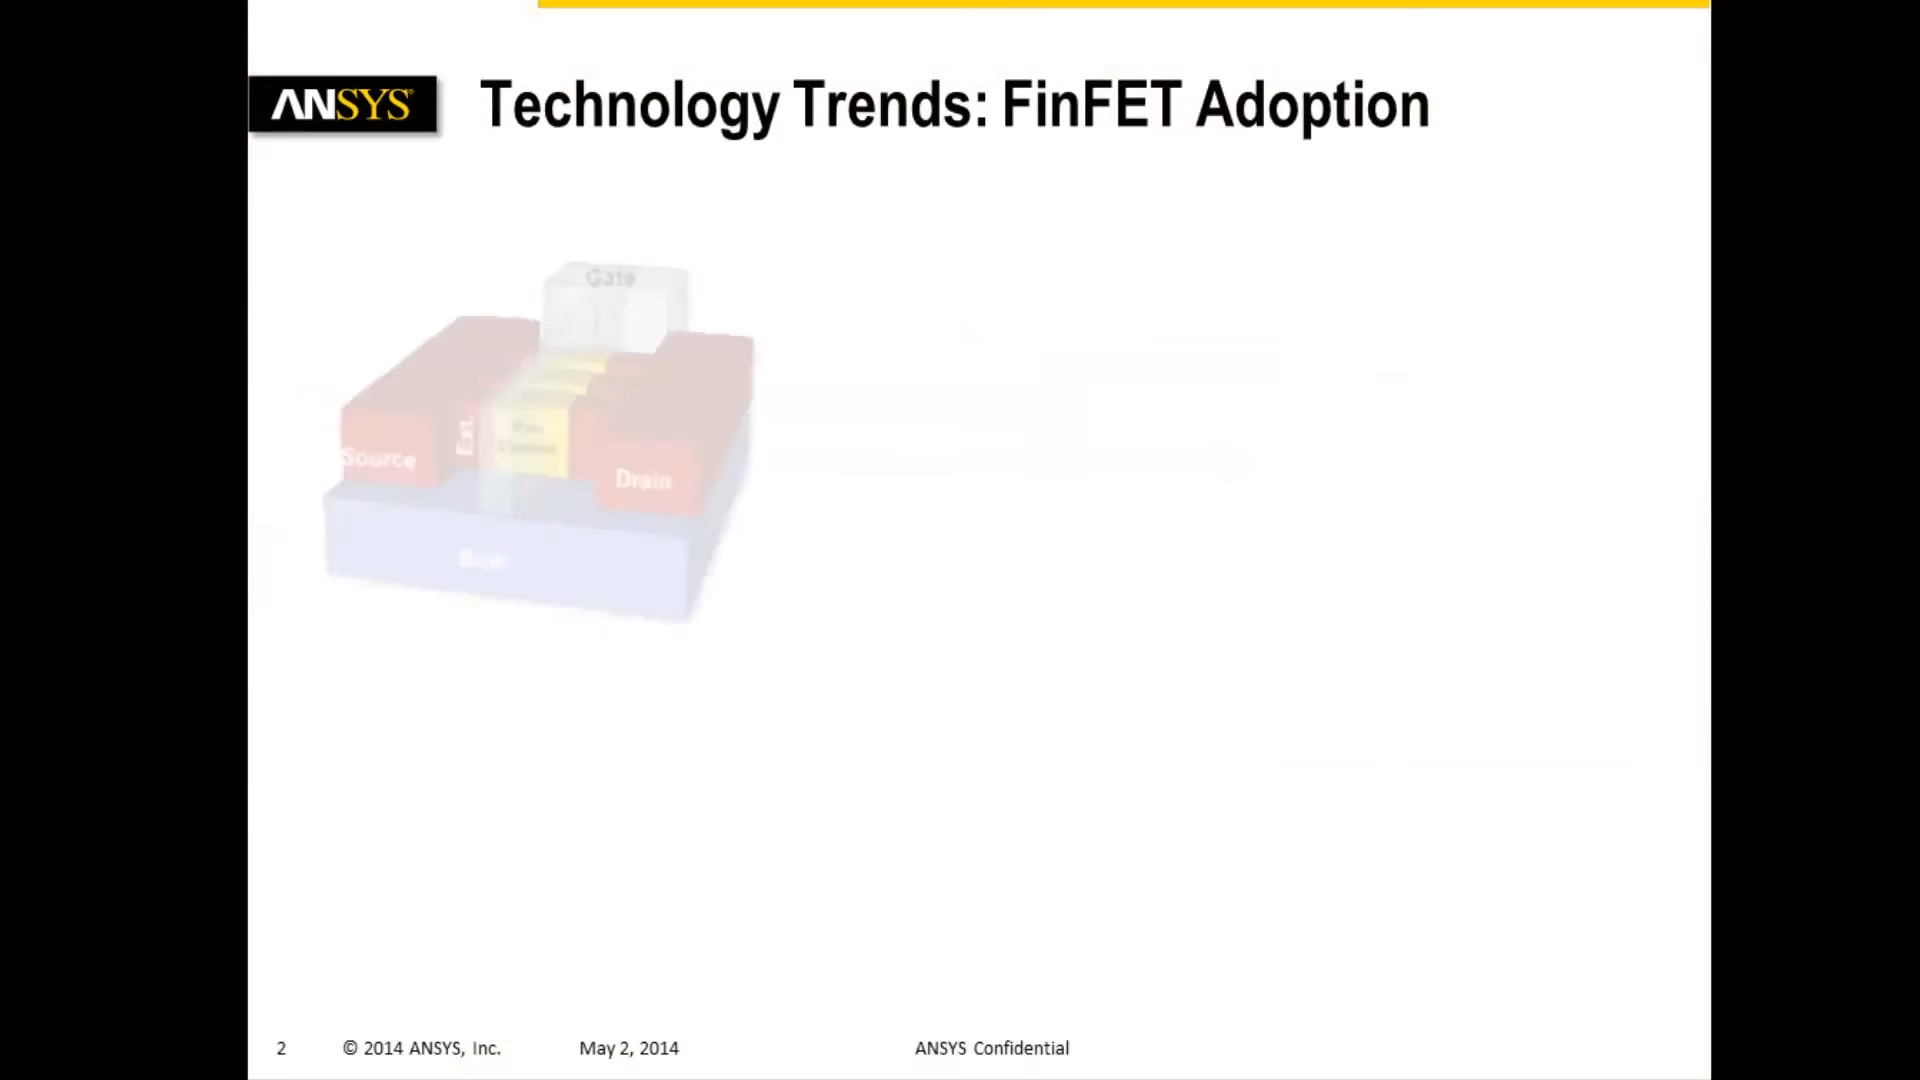 ANSYS
Technology Trends: FinFET Adoption
Gate
Ext.
Source
Drain
2 © 2014 ANSYS, Inc. May 2, 2014 ANSYS Confidential